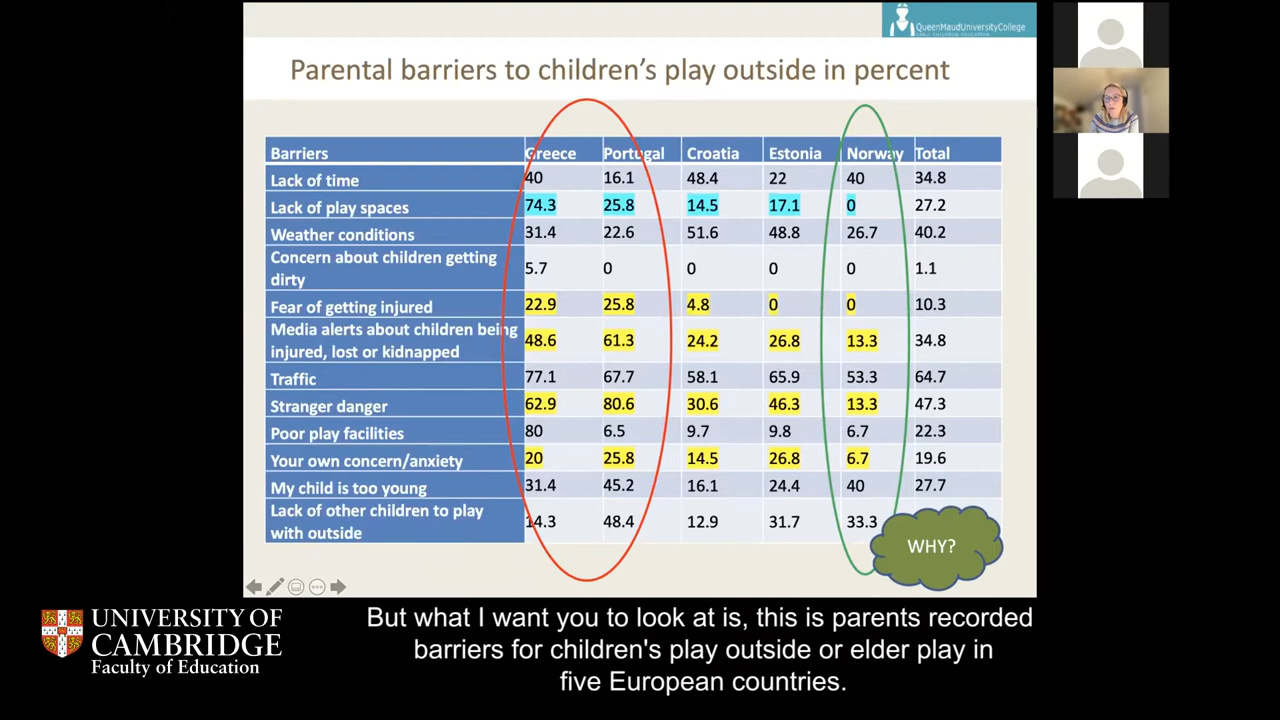 QueenMaudUniversityCollege
Parental barriers to children's play outside in percent
Barriers Greece Portugal Croatia Estonia Norway Total
Lack of time 40 16.1 48.4 22 40 34.8
Lack of play spaces 74.3 25.8 14.5 17.1 0 27.2
Weather conditions 31.4 22.6 51.6 48.8 26.7 40.2
Concern about children getting
dirty 5.7 0 0 0 0 1.1
Fear of getting injured 22.9 25.8 4.8 0 0 10.3
Media alerts about children being
injured, lost or kidnapped 48.6 61.3 24.2 26.8 13.3 34.8
Traffic 77.1 67.7 58.1 65.9 53.3 64.7
Stranger danger 62.9 80.6 30.6 46.3 13.3 47.3
Poor play facilities 80 6.5 9.7 9.8 6.7 22.3
Your own concern/anxiety 20 25.8 14.5 26.8 6.7 19.6
My child is too young 31.4 45.2 16.1 24.4 40 27.7
Lack of other children to play
with outside 14.3 48.4 12.9 31.7 33.3
WHY?
UNIVERSITY OF
CAMBRIDGE
Faculty of Education
But what I want you to look at is, this is parents recorded
barriers for children's play outside or elder play in
five European countries.